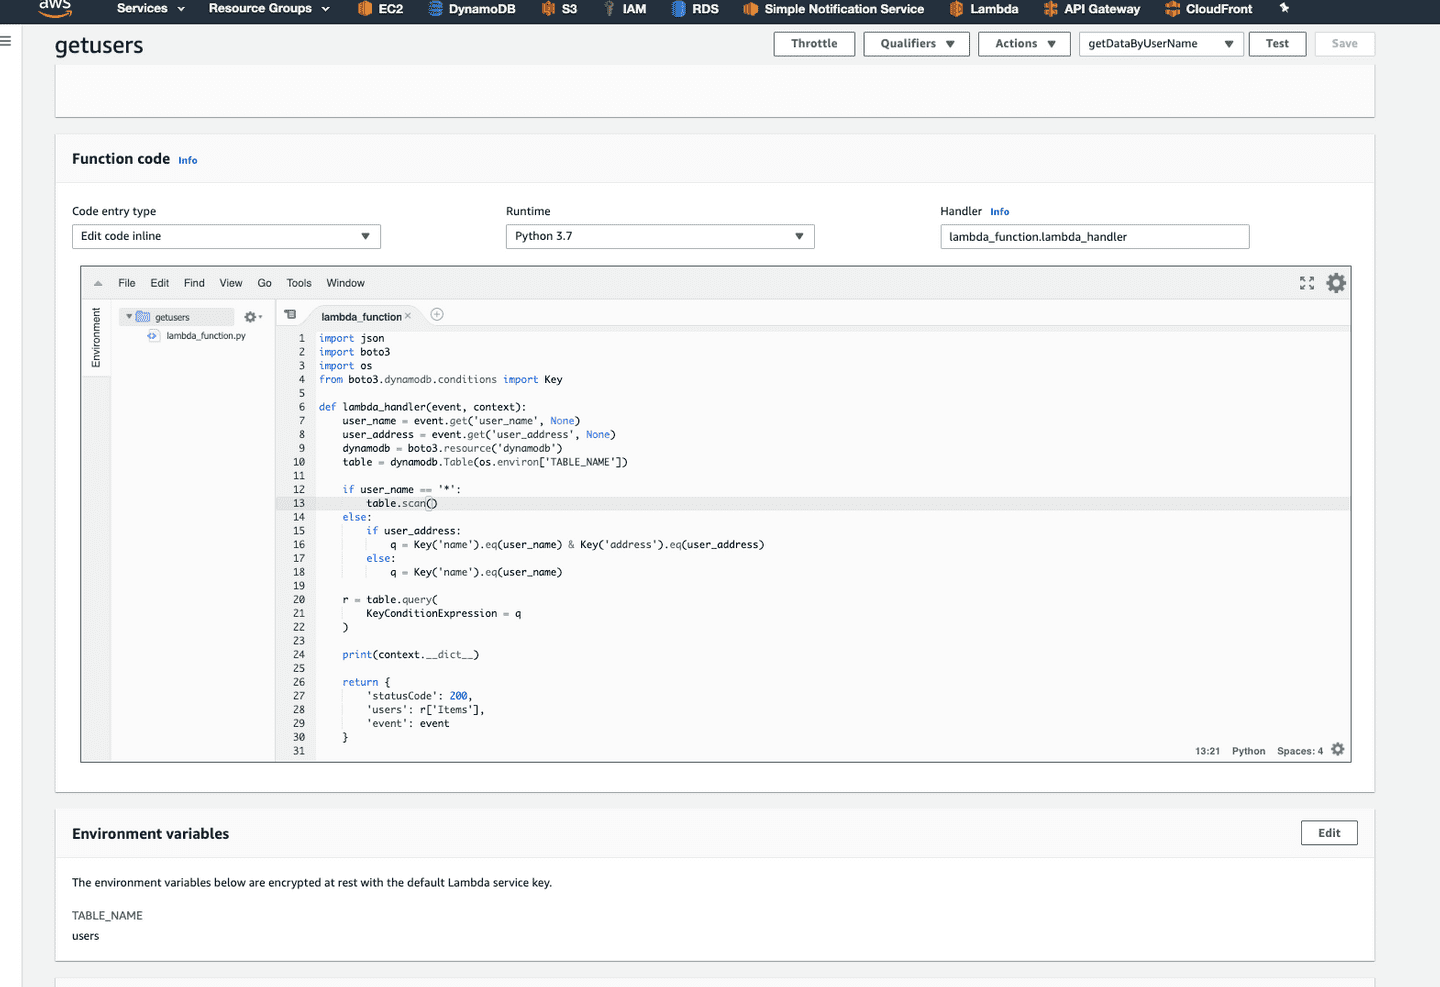 aws Services Resource Groups EC2 DynamoDB S3 IAM RDS Simple Notification Service Lambda API Gateway CloudFront
getusers Throttle Qualifiers Actions getDataByUserName Test Save
Function code Info
Code entry type Runtime Handler Info
Edit code inline Python 3.7 lambda_function.lambda_handler
File Edit Find View Go Tools Window
Environment
getusers
lambda_function.py
lambda_function
1 import json
2 import boto3
3 import os
4 from boto3.dynamodb.conditions import Key
5
6 def lambda_handler(event, context):
7 user_name = event.get('user_name', None)
8 user_address = event.get('user_address', None)
9 dynamodb = boto3.resource('dynamodb')
10 table = dynamodb.Table(os.environ['TABLE_NAME'])
11
12 if user_name == '*':
13 table.scan()
14 else:
15 if user_address:
16 q = Key('name').eq(user_name) & Key('address').eq(user_address)
17 else:
18 q = Key('name').eq(user_name)
19
20 r = table.query(
21 KeyConditionExpression = q
22 )
23
24 print(context.__dict__)
25
26 return {
27 'statusCode': 200,
28 'users': r['Items'],
29 'event': event
30 }
31
13:21 Python Spaces: 4
Environment variables Edit
The environment variables below are encrypted at rest with the default Lambda service key.
TABLE_NAME
users